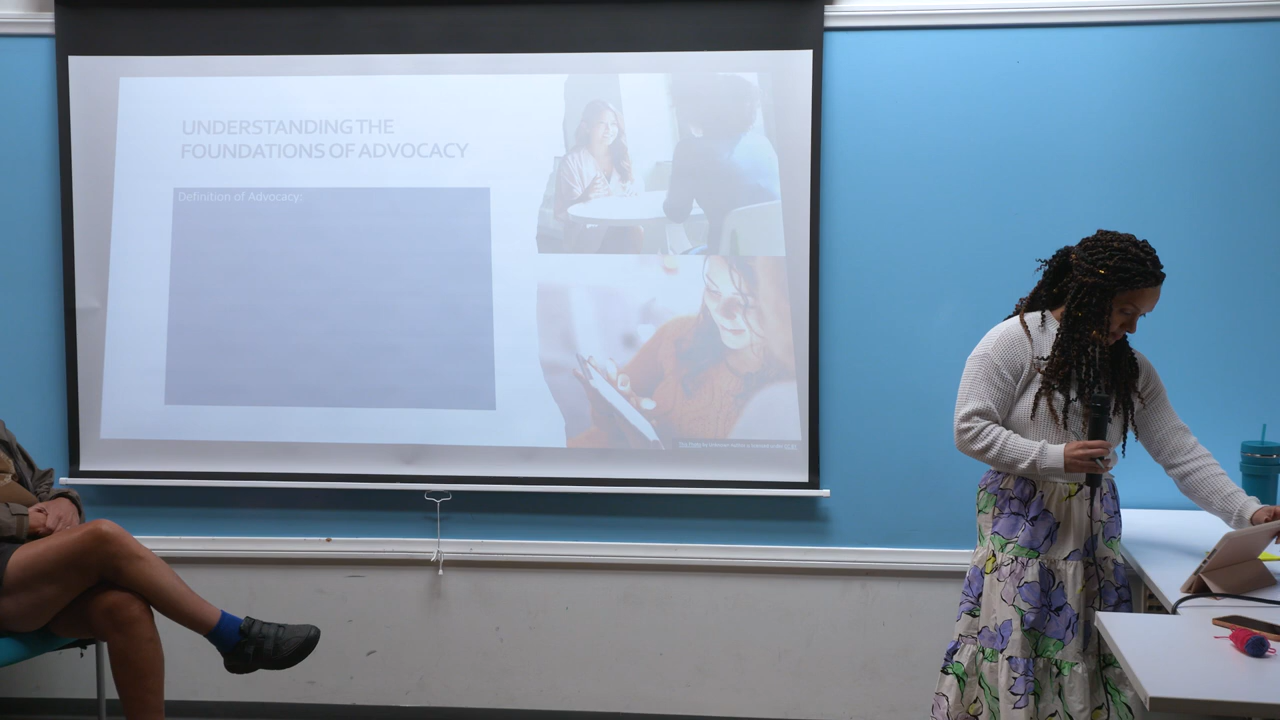 UNDERSTANDING THE
FOUNDATIONS OF ADVOCACY
Definition of Advocacy: